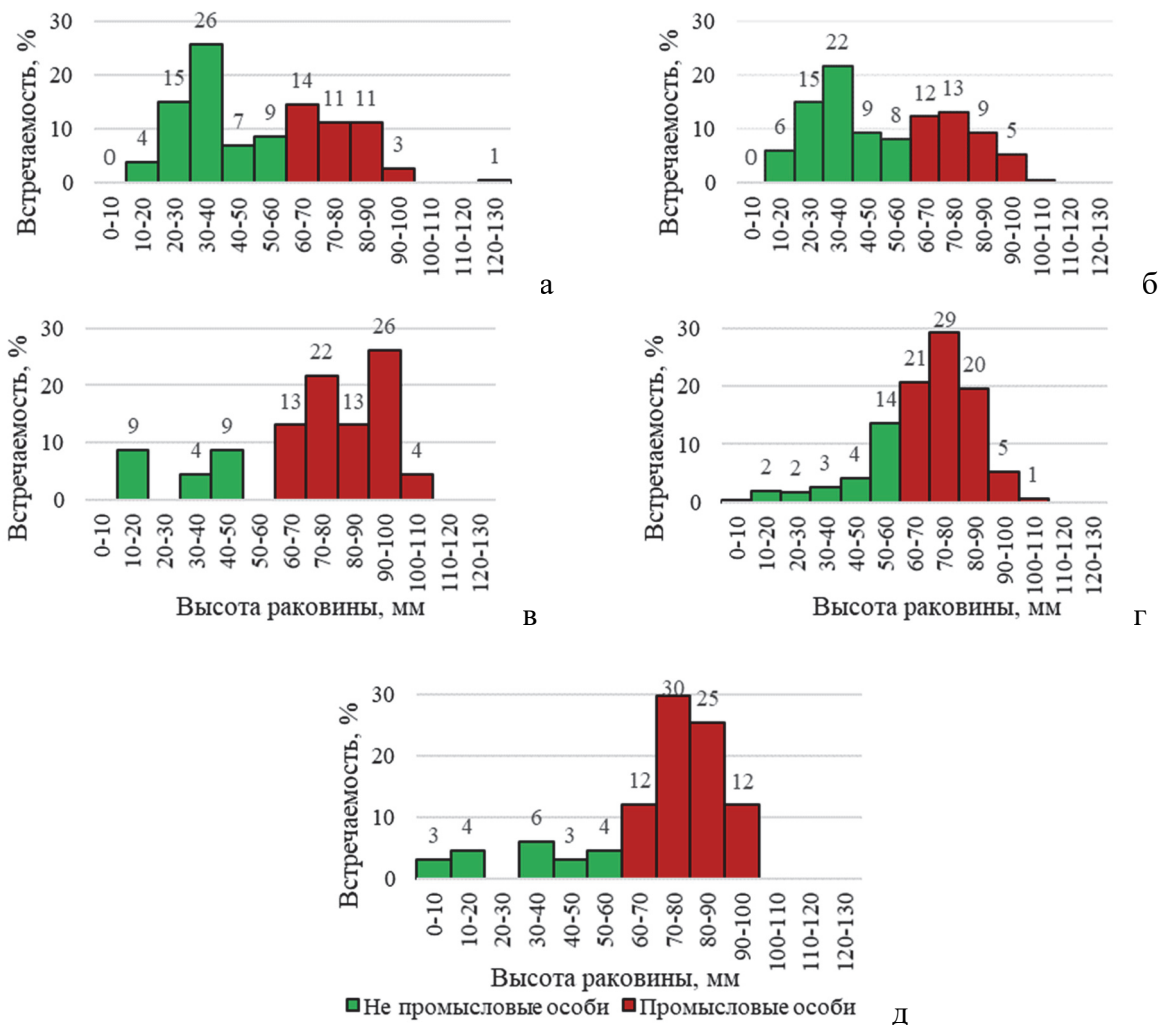 Встречаемость, %
30
20
10
0
0 4 15 26 7 9 14 11 11 3 1
0-10 10-20 20-30 30-40 40-50 50-60 60-70 70-80 80-90 90-100 100-110 110-120 120-130
а
Встречаемость, %
30
20
10
0
0 6 15 22 9 8 12 13 9 5
0-10 10-20 20-30 30-40 40-50 50-60 60-70 70-80 80-90 90-100 100-110 110-120 120-130
б
Встречаемость, %
30
20
10
0
9 4 9 13 22 13 26 4
0-10 10-20 20-30 30-40 40-50 50-60 60-70 70-80 80-90 90-100 100-110 110-120 120-130
Высота раковины, мм
в
Встречаемость, %
30
20
10
0
2 2 3 4 14 21 29 20 5 1
0-10 10-20 20-30 30-40 40-50 50-60 60-70 70-80 80-90 90-100 100-110 110-120 120-130
Высота раковины, мм
г
Встречаемость, %
30
20
10
0
3 4 6 3 4 12 30 25 12
0-10 10-20 20-30 30-40 40-50 50-60 60-70 70-80 80-90 90-100 100-110 110-120 120-130
Высота раковины, мм
Не промысловые особи Промысловые особи
д